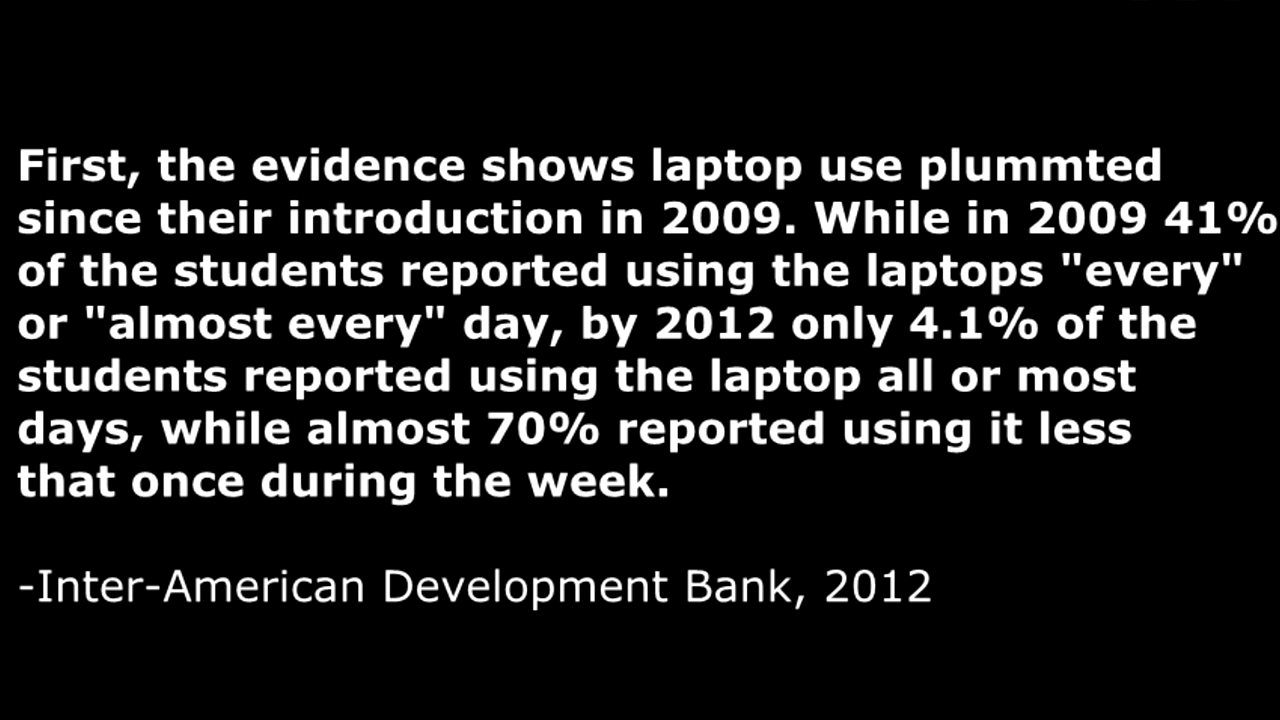 First, the evidence shows laptop use plummted
since their introduction in 2009. While in 2009 41%
of the students reported using the laptops "every"
or "almost every" day, by 2012 only 4.1% of the
students reported using the laptop all or most
days, while almost 70% reported using it less
that once during the week.
-Inter-American Development Bank, 2012